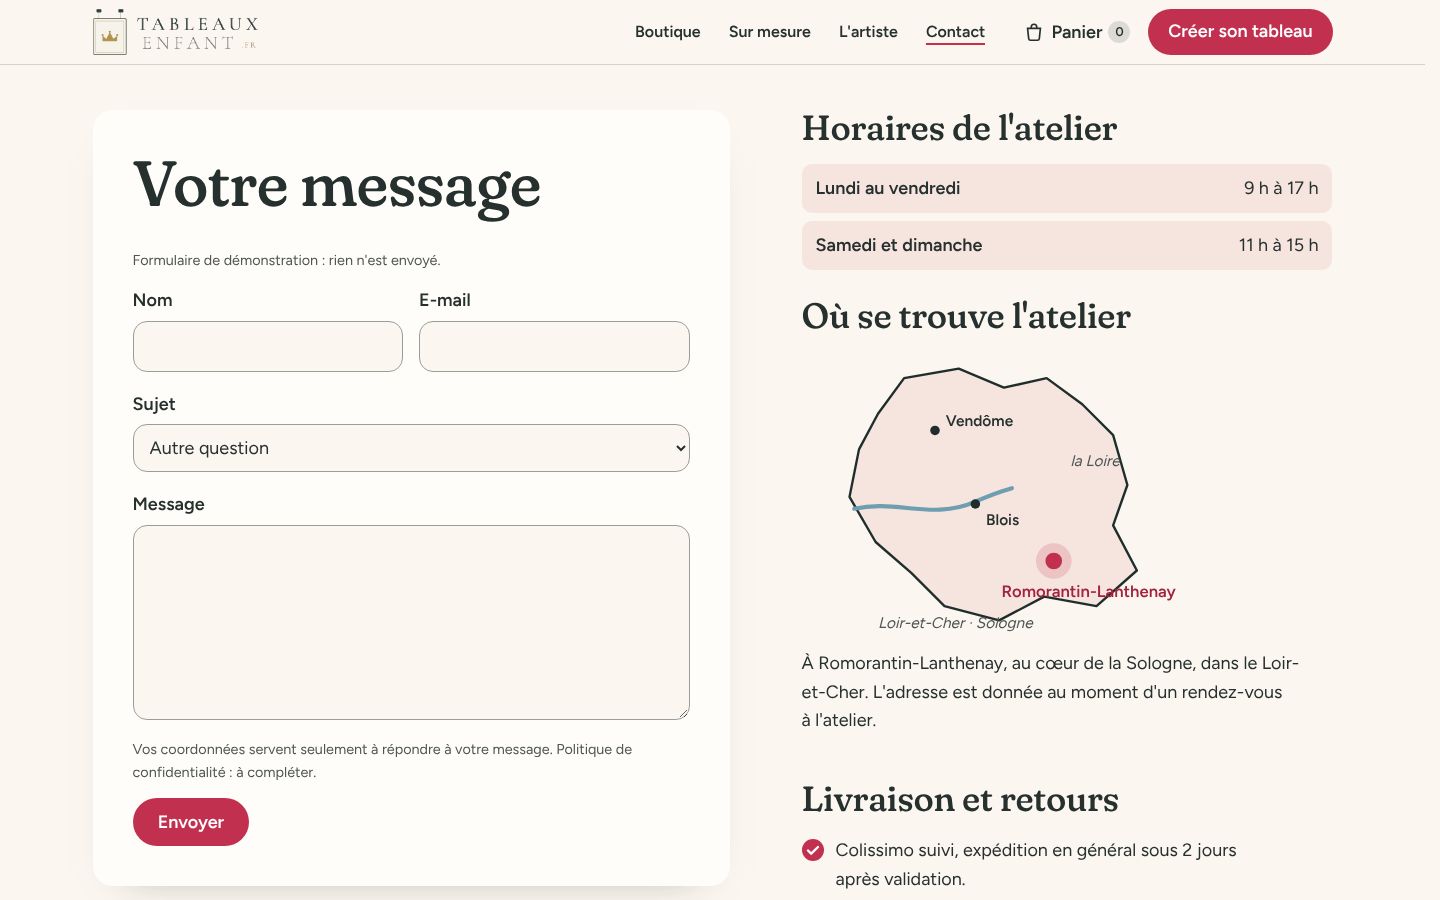 TABLEAUX
ENFANT .FR
Boutique
Sur mesure
L'artiste
Contact
Panier 0
Créer son tableau
Votre message
Formulaire de démonstration : rien n'est envoyé.
Nom
E-mail
Sujet
Autre question
Message
Vos coordonnées servent seulement à répondre à votre message. Politique de
confidentialité : à compléter.
Envoyer
Horaires de l'atelier
Lundi au vendredi 9 h à 17 h
Samedi et dimanche 11 h à 15 h
Où se trouve l'atelier
Vendôme
la Loire
Blois
Romorantin-Lanthenay
Loir-et-Cher · Sologne
À Romorantin-Lanthenay, au cœur de la Sologne, dans le Loir-
et-Cher. L'adresse est donnée au moment d'un rendez-vous
à l'atelier.
Livraison et retours
Colissimo suivi, expédition en général sous 2 jours
après validation.